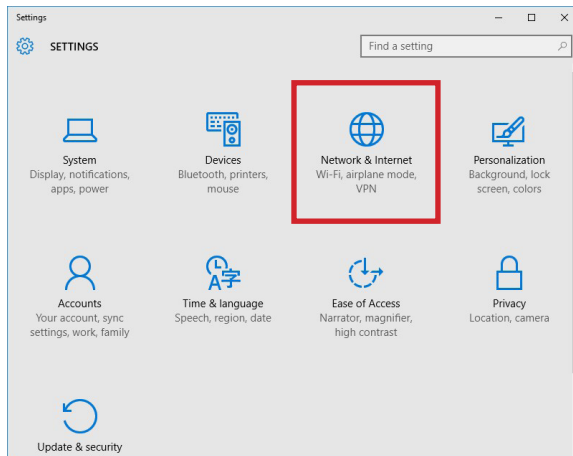 Settings
SETTINGS
Find a setting
System
Display, notifications,
apps, power
Devices
Bluetooth, printers,
mouse
Network & Internet
Wi-Fi, airplane mode,
VPN
Personalization
Background, lock
screen, colors
A字
Accounts
Your account, sync
settings, work, family
Time & language
Speech, region, date
Ease of Access
Narrator, magnifier,
high contrast
Privacy
Location, camera
Update & security